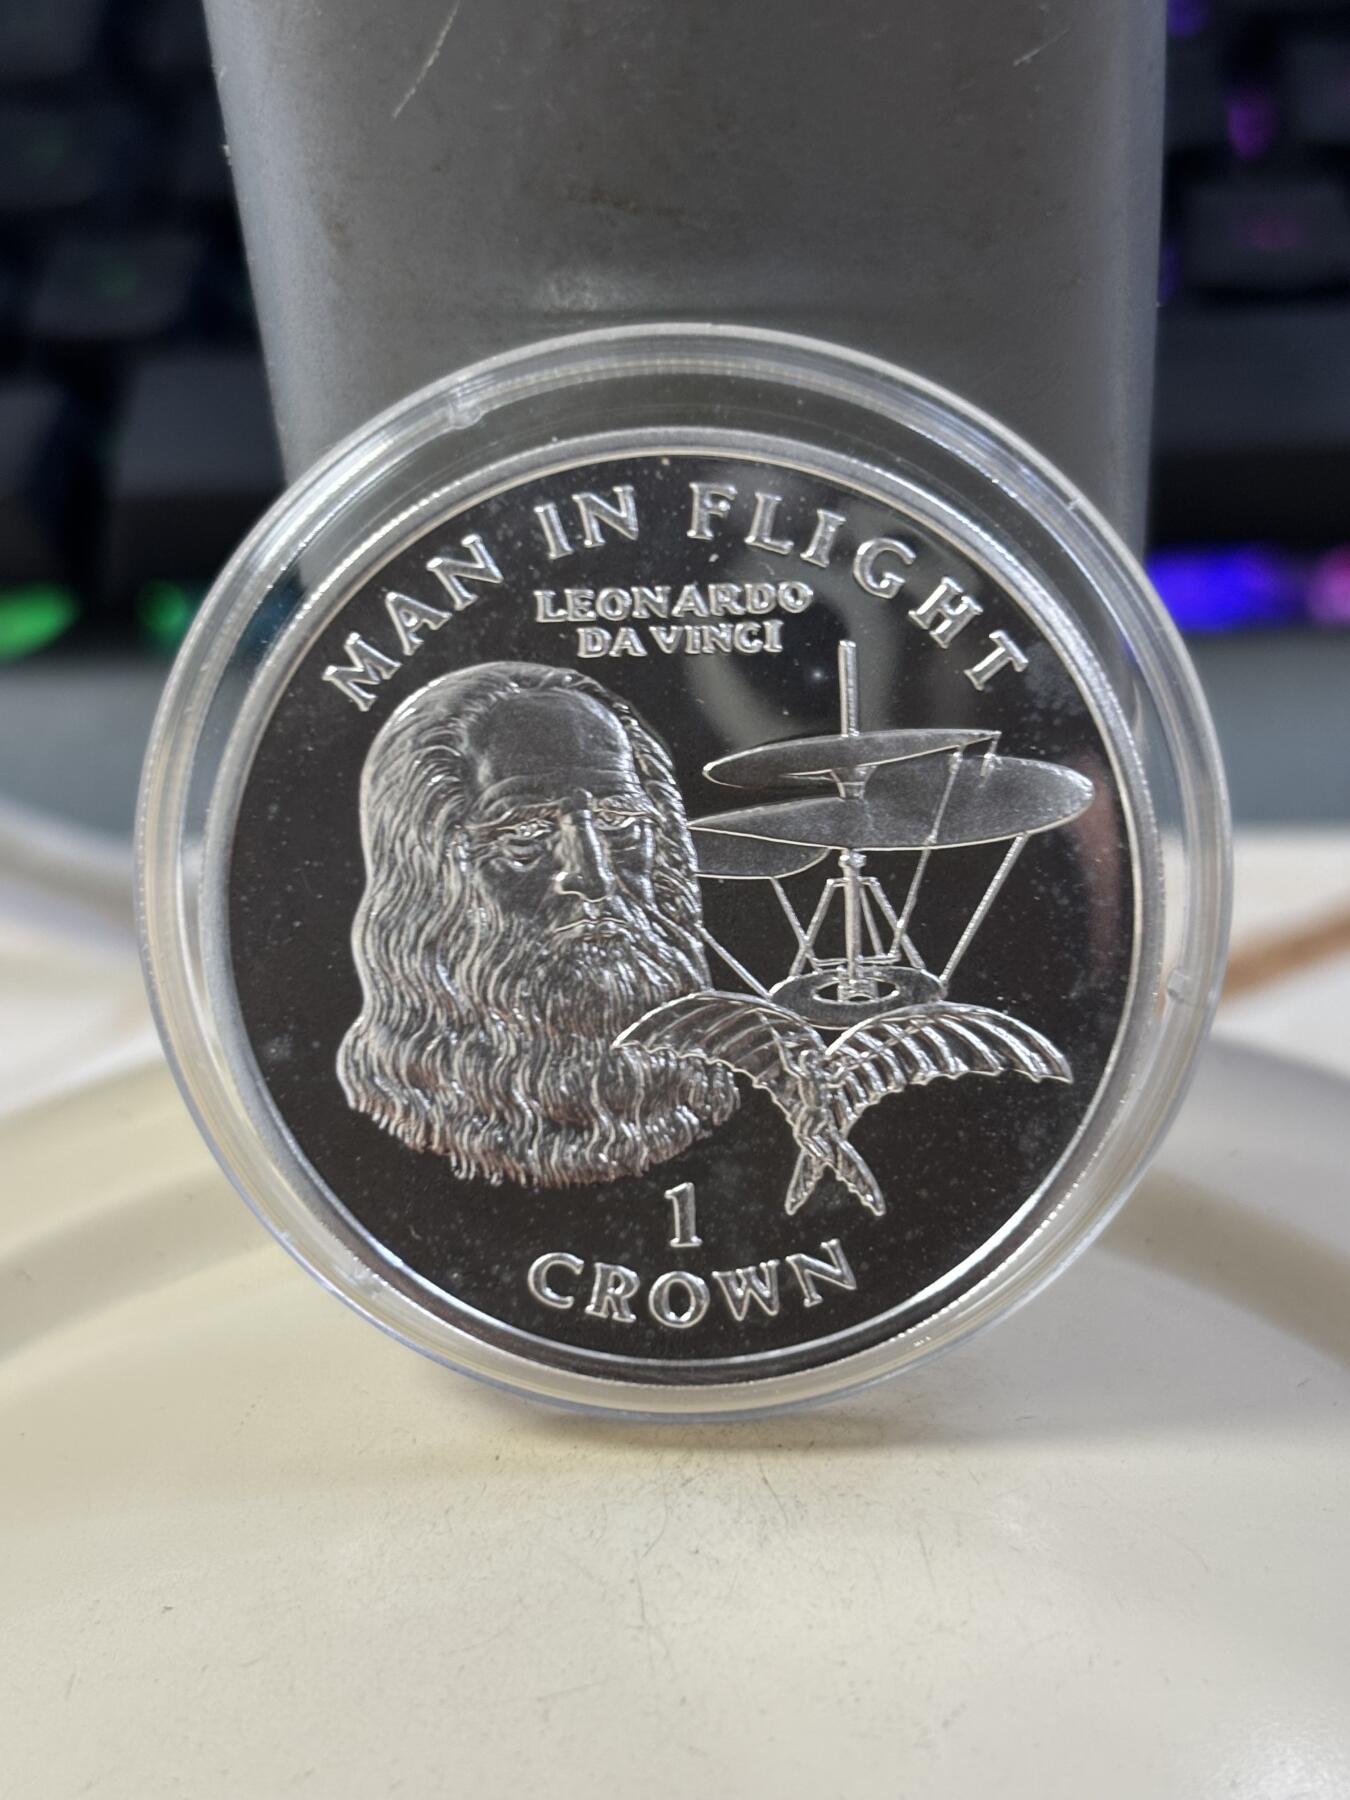 MAN IN FLIGHT
LEONARDO
DA VINCI
1
CROWN